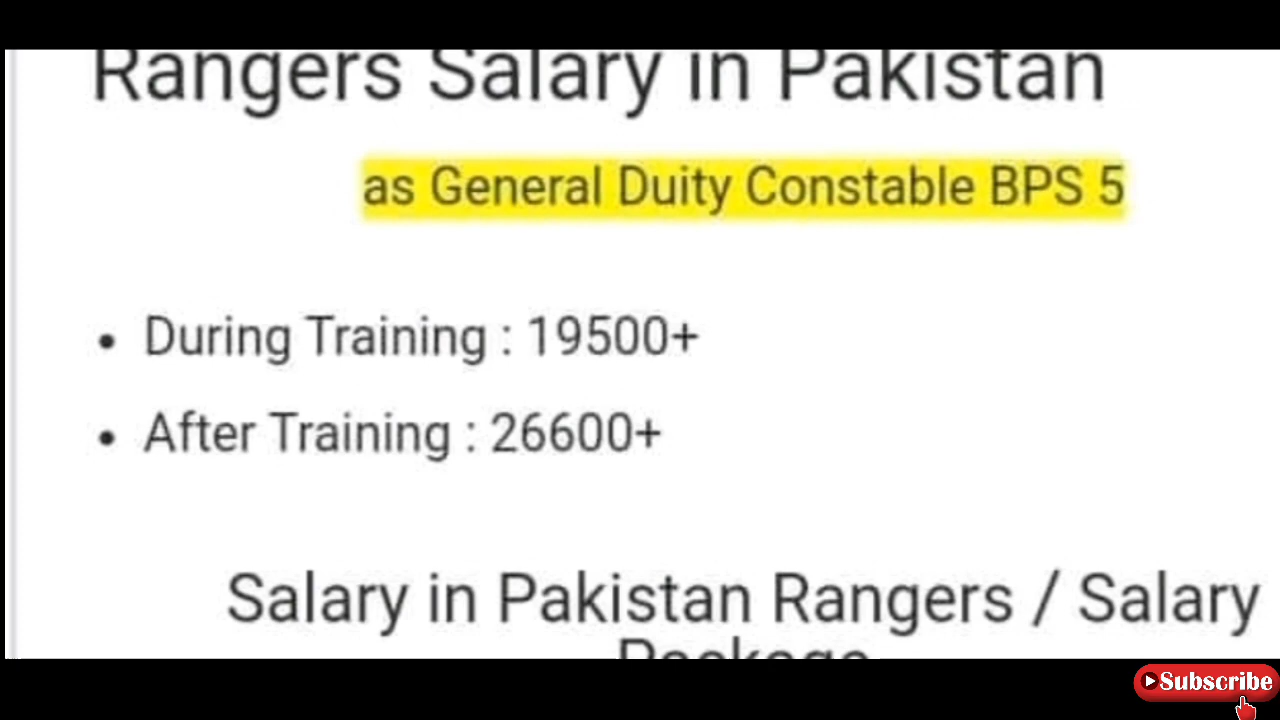 Rangers Salary in Pakistan
as General Duity Constable BPS 5
• During Training : 19500+
• After Training : 26600+
Salary in Pakistan Rangers / Salary
Package
Subscribe